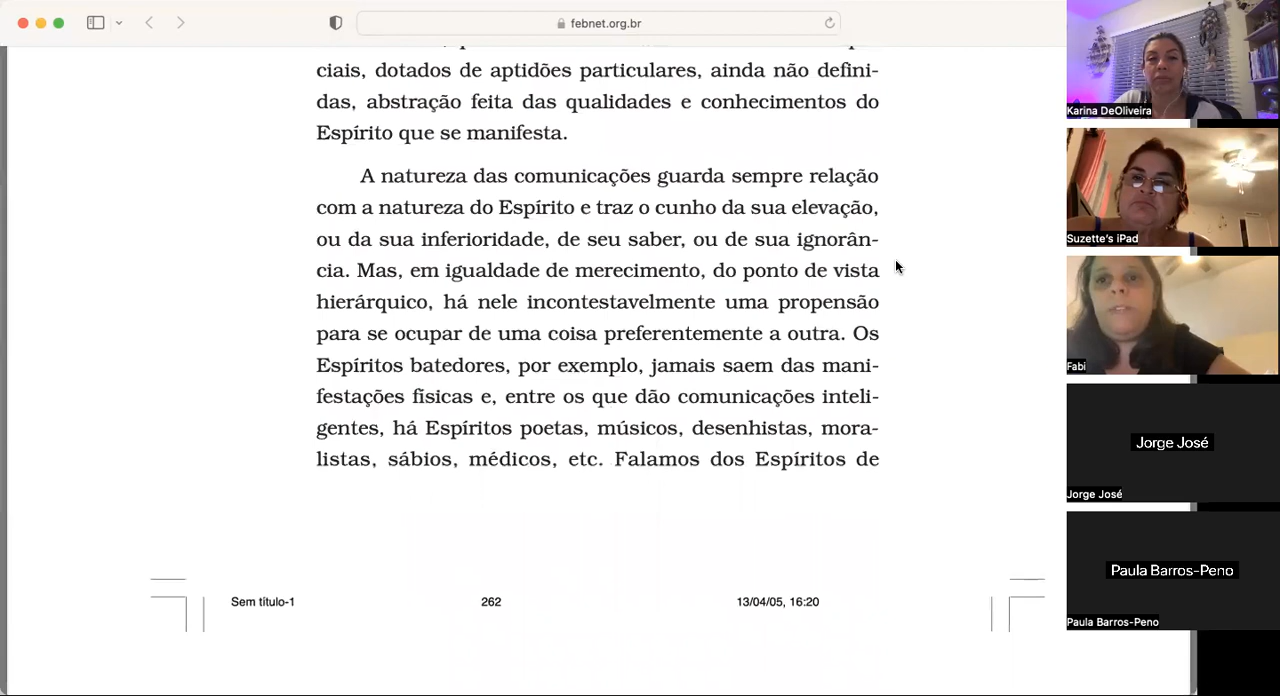 febnet.org.br
ciais, dotados de aptidões particulares, ainda não defini-
das, abstração feita das qualidades e conhecimentos do
Espírito que se manifesta.
A natureza das comunicações guarda sempre relação
com a natureza do Espírito e traz o cunho da sua elevação,
ou da sua inferioridade, de seu saber, ou de sua ignorân-
cia. Mas, em igualdade de merecimento, do ponto de vista
hierárquico, há nele incontestavelmente uma propensão
para se ocupar de uma coisa preferentemente a outra. Os
Espíritos batedores, por exemplo, jamais saem das mani-
festações físicas e, entre os que dão comunicações inteli-
gentes, há Espíritos poetas, músicos, desenhistas, mora-
listas, sábios, médicos, etc. Falamos dos Espíritos de
Sem título-1 262 13/04/05, 16:20
Karina DeOliveira
Suzette's iPad
Fabi
Jorge José
Jorge José
Paula Barros-Peno
Paula Barros-Peno